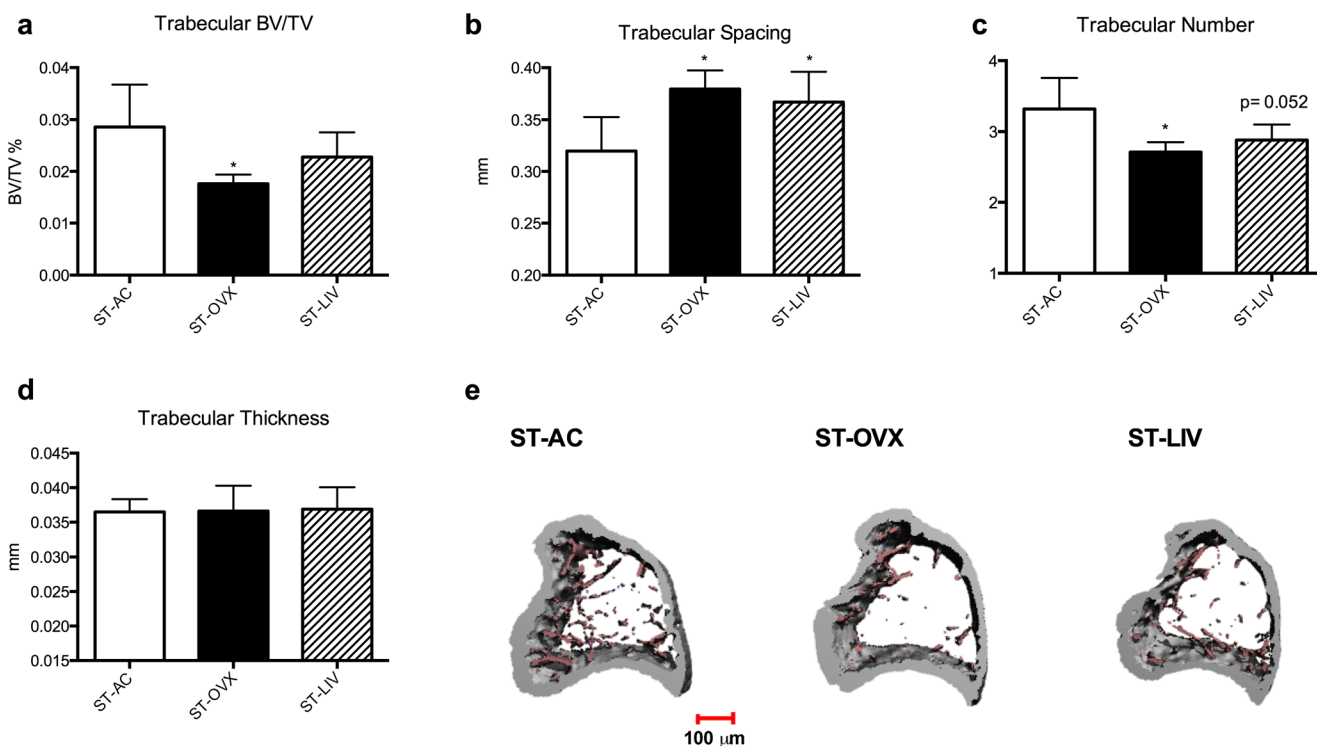 a
Trabecular BV/TV
BV/TV %
0.04
0.03
0.02
0.01
0.00
*
ST-AC
ST-OVX
ST-LIV
b
Trabecular Spacing
mm
0.40
0.35
0.30
0.25
0.20
*
*
ST-AC
ST-OVX
ST-LIV
c
Trabecular Number
4
3
2
1
*
p= 0.052
ST-AC
ST-OVX
ST-LIV
d
Trabecular Thickness
mm
0.045
0.040
0.035
0.030
0.025
0.020
0.015
ST-AC
ST-OVX
ST-LIV
e
ST-AC
ST-OVX
ST-LIV
100 μm